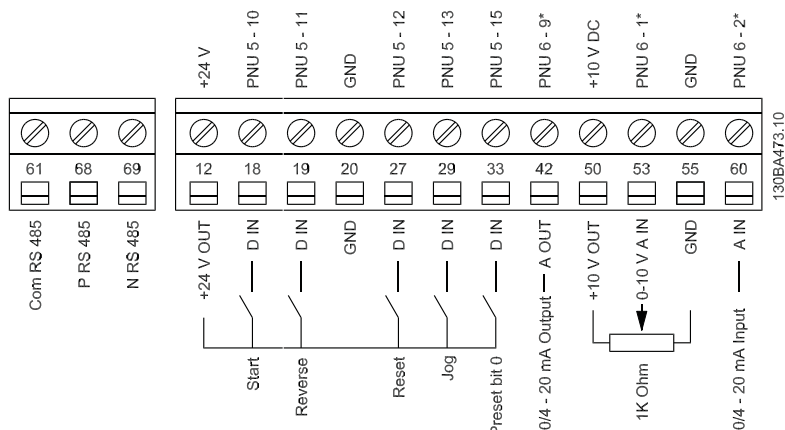 +24 V
PNU 5 - 10
PNU 5 - 11
GND
PNU 5 - 12
PNU 5 - 13
PNU 5 - 15
PNU 6 - 9*
+10 V DC
PNU 6 - 1*
GND
PNU 6 - 2*
61 68 69
12 18 19 20 27 29 33 42 50 53 55 60
Com RS 485
P RS 485
N RS 485
+24 V OUT
D IN
D IN
GND
D IN
D IN
D IN
0/4 - 20 mA Output
A OUT
+10 V OUT
0-10 V A IN
GND
0/4 - 20 mA Input
A IN
Start
Reverse
Reset
Jog
Preset bit 0
1K Ohm
130BA473.10